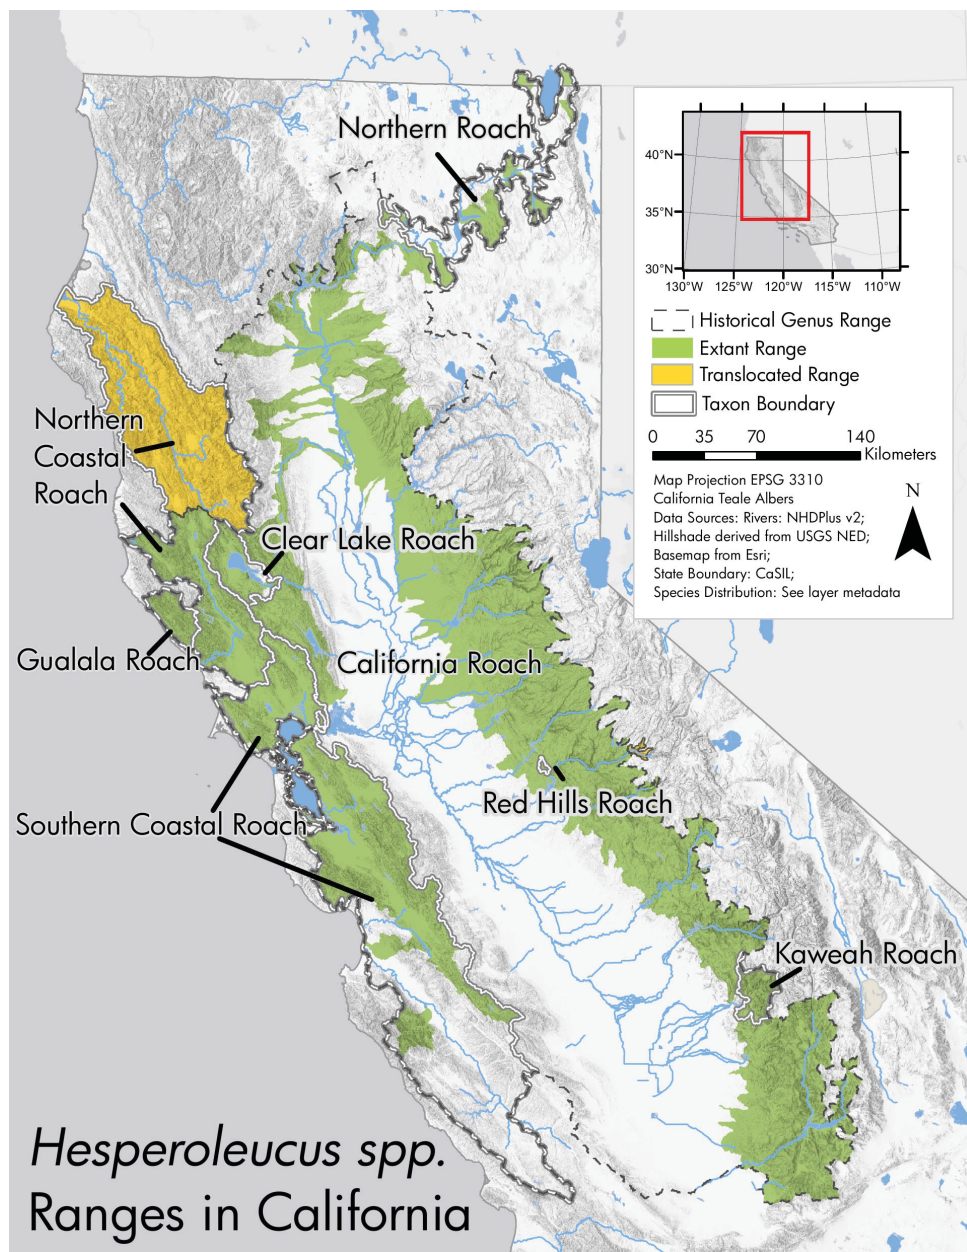 Northern Roach
40°N
35°N
30°N
130°W
125°W
120°W
115°W
110°W
Historical Genus Range
Extant Range
Translocated Range
Taxon Boundary
0 35 70 140
Kilometers
Map Projection EPSG 3310
California Teale Albers
Data Sources: Rivers: NHDPlus v2;
Hillshade derived from USGS NED;
Basemap from Esri;
State Boundary: CaSIL;
Species Distribution: See layer metadata
N
Northern
Coastal
Roach
Clear Lake Roach
Gualala Roach
California Roach
Red Hills Roach
Southern Coastal Roach
Kaweah Roach
Hesperoleucus spp.
Ranges in California